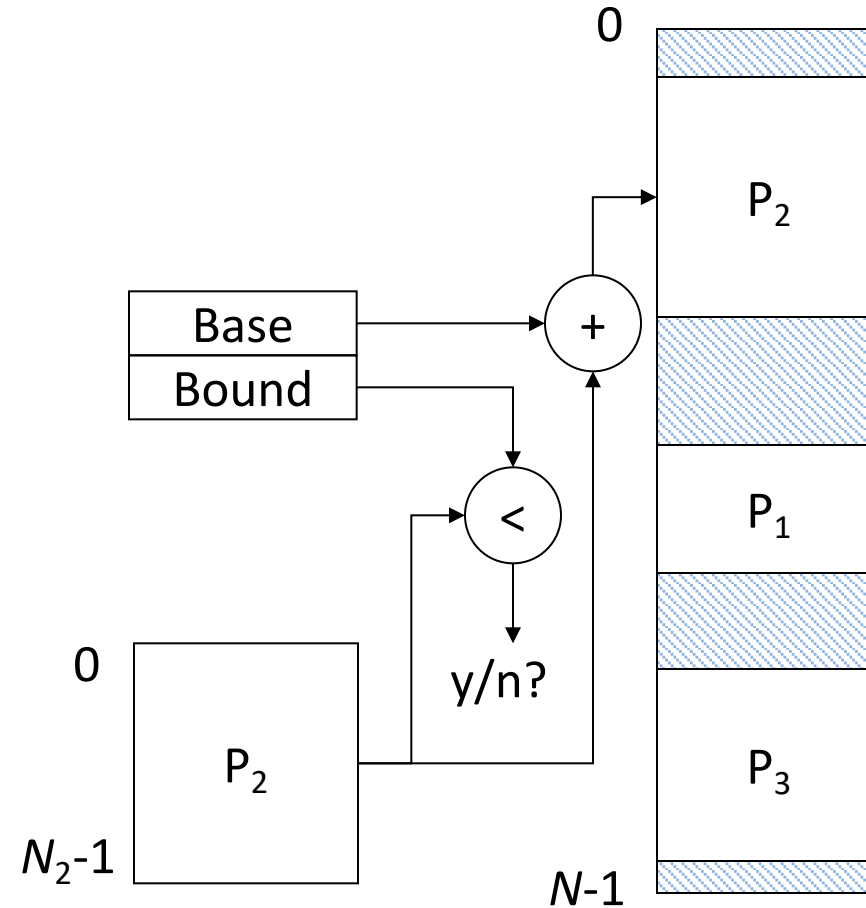 0
P₂
Base
+
Bound
P₁
<
0
y/n?
P₂
P₃
N₂-1
N-1